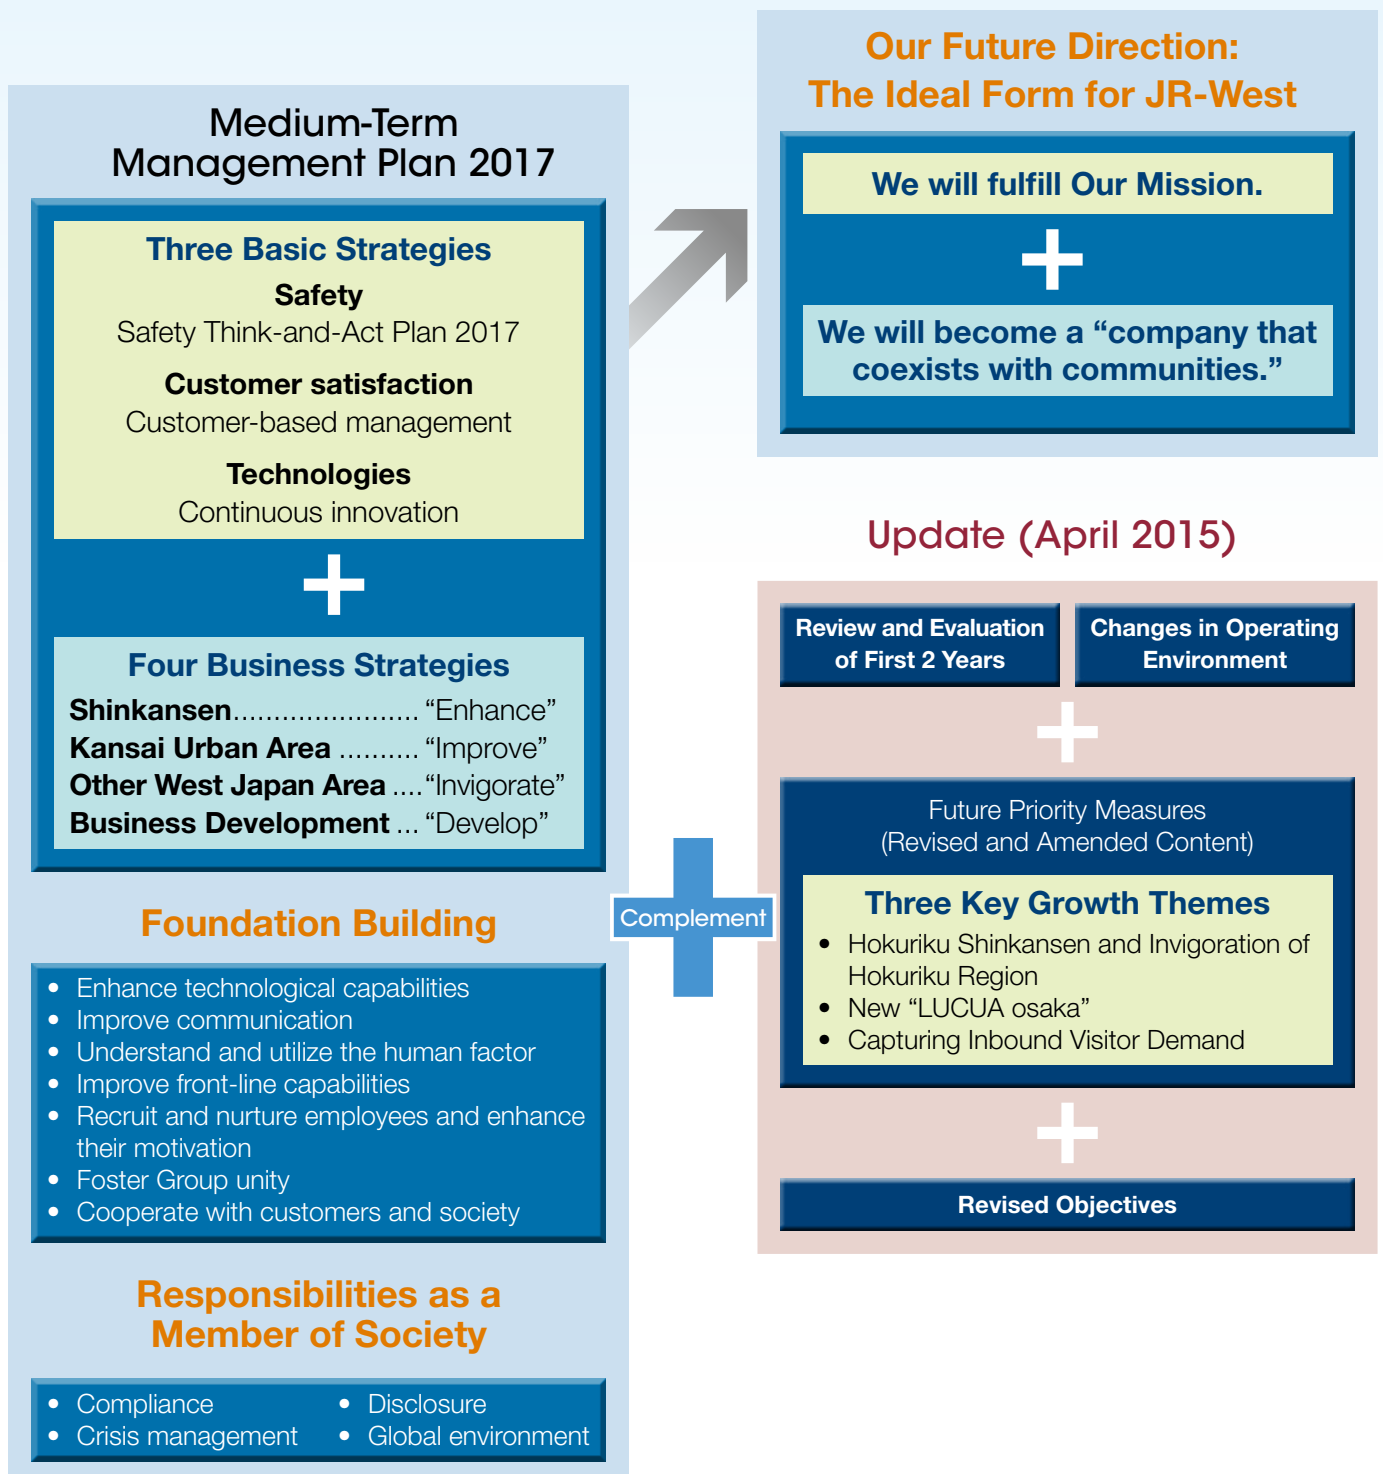 Medium-Term
Management Plan 2017
Three Basic Strategies
Safety
Safety Think-and-Act Plan 2017
Customer satisfaction
Customer-based management
Technologies
Continuous innovation
+
Four Business Strategies
Shinkansen....................... “Enhance”
Kansai Urban Area .......... “Improve”
Other West Japan Area ....“Invigorate”
Business Development ... “Develop”
Foundation Building
• Enhance technological capabilities
• Improve communication
• Understand and utilize the human factor
• Improve front-line capabilities
• Recruit and nurture employees and enhance
their motivation
• Foster Group unity
• Cooperate with customers and society
Responsibilities as a
Member of Society
• Compliance
• Crisis management
• Disclosure
• Global environment
Complement
Our Future Direction:
The Ideal Form for JR-West
We will fulfill Our Mission.
+
We will become a “company that
coexists with communities.”
Update (April 2015)
Review and Evaluation
of First 2 Years
Changes in Operating
Environment
+
Future Priority Measures
(Revised and Amended Content)
Three Key Growth Themes
• Hokuriku Shinkansen and Invigoration of
Hokuriku Region
• New “LUCUA osaka”
• Capturing Inbound Visitor Demand
+
Revised Objectives